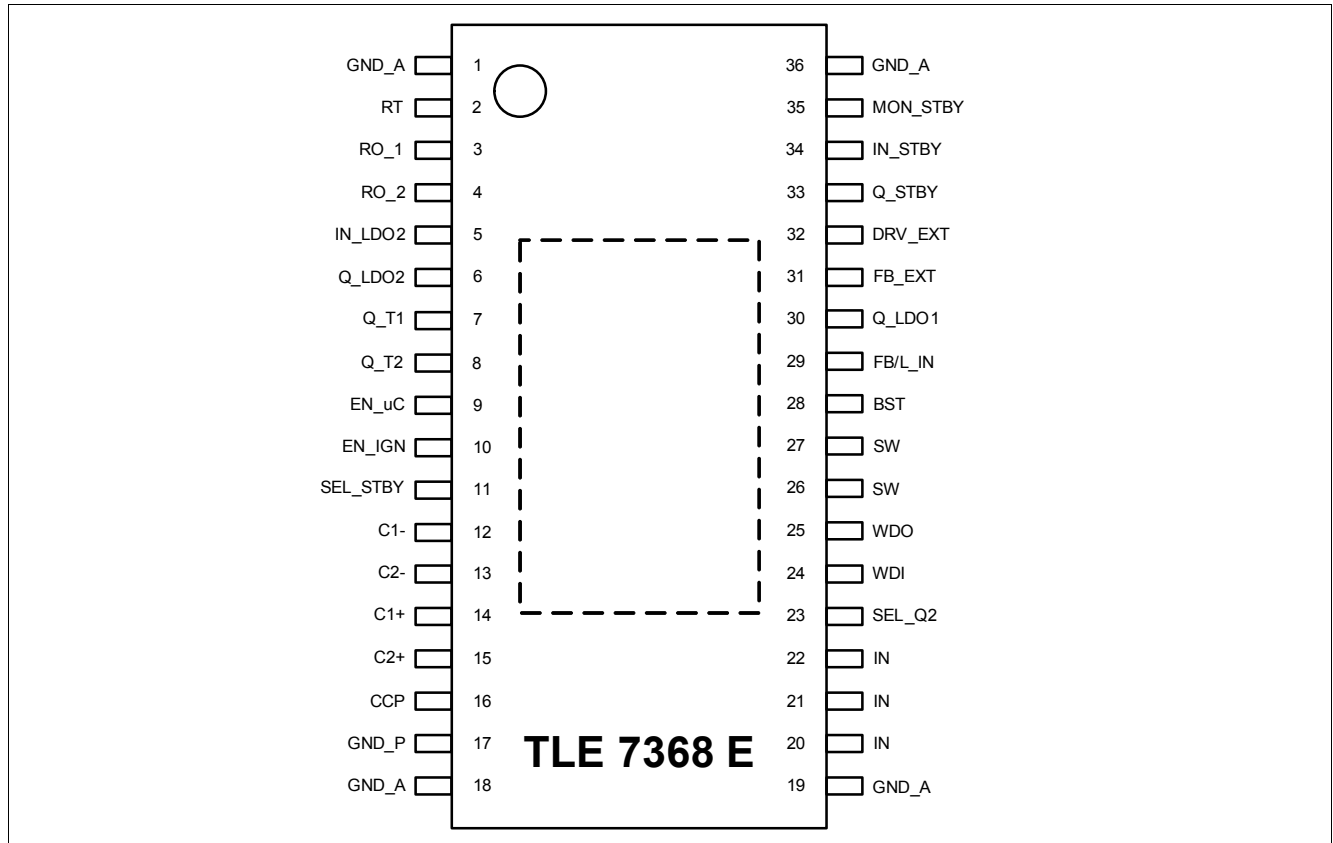 GND_A 1 36 GND_A
RT 2 35 MON_STBY
RO_1 3 34 IN_STBY
RO_2 4 33 Q_STBY
IN_LDO2 5 32 DRV_EXT
Q_LDO2 6 31 FB_EXT
Q_T1 7 30 Q_LDO1
Q_T2 8 29 FB/L_IN
EN_uC 9 28 BST
EN_IGN 10 27 SW
SEL_STBY 11 26 SW
C1- 12 25 WDO
C2- 13 24 WDI
C1+ 14 23 SEL_Q2
C2+ 15 22 IN
CCP 16 21 IN
GND_P 17 TLE 7368 E 20 IN
GND_A 18 19 GND_A